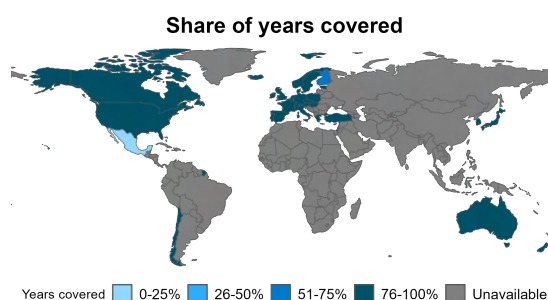 Share of years covered
Years covered 0-25% 26-50% 51-75% 76-100% Unavailable